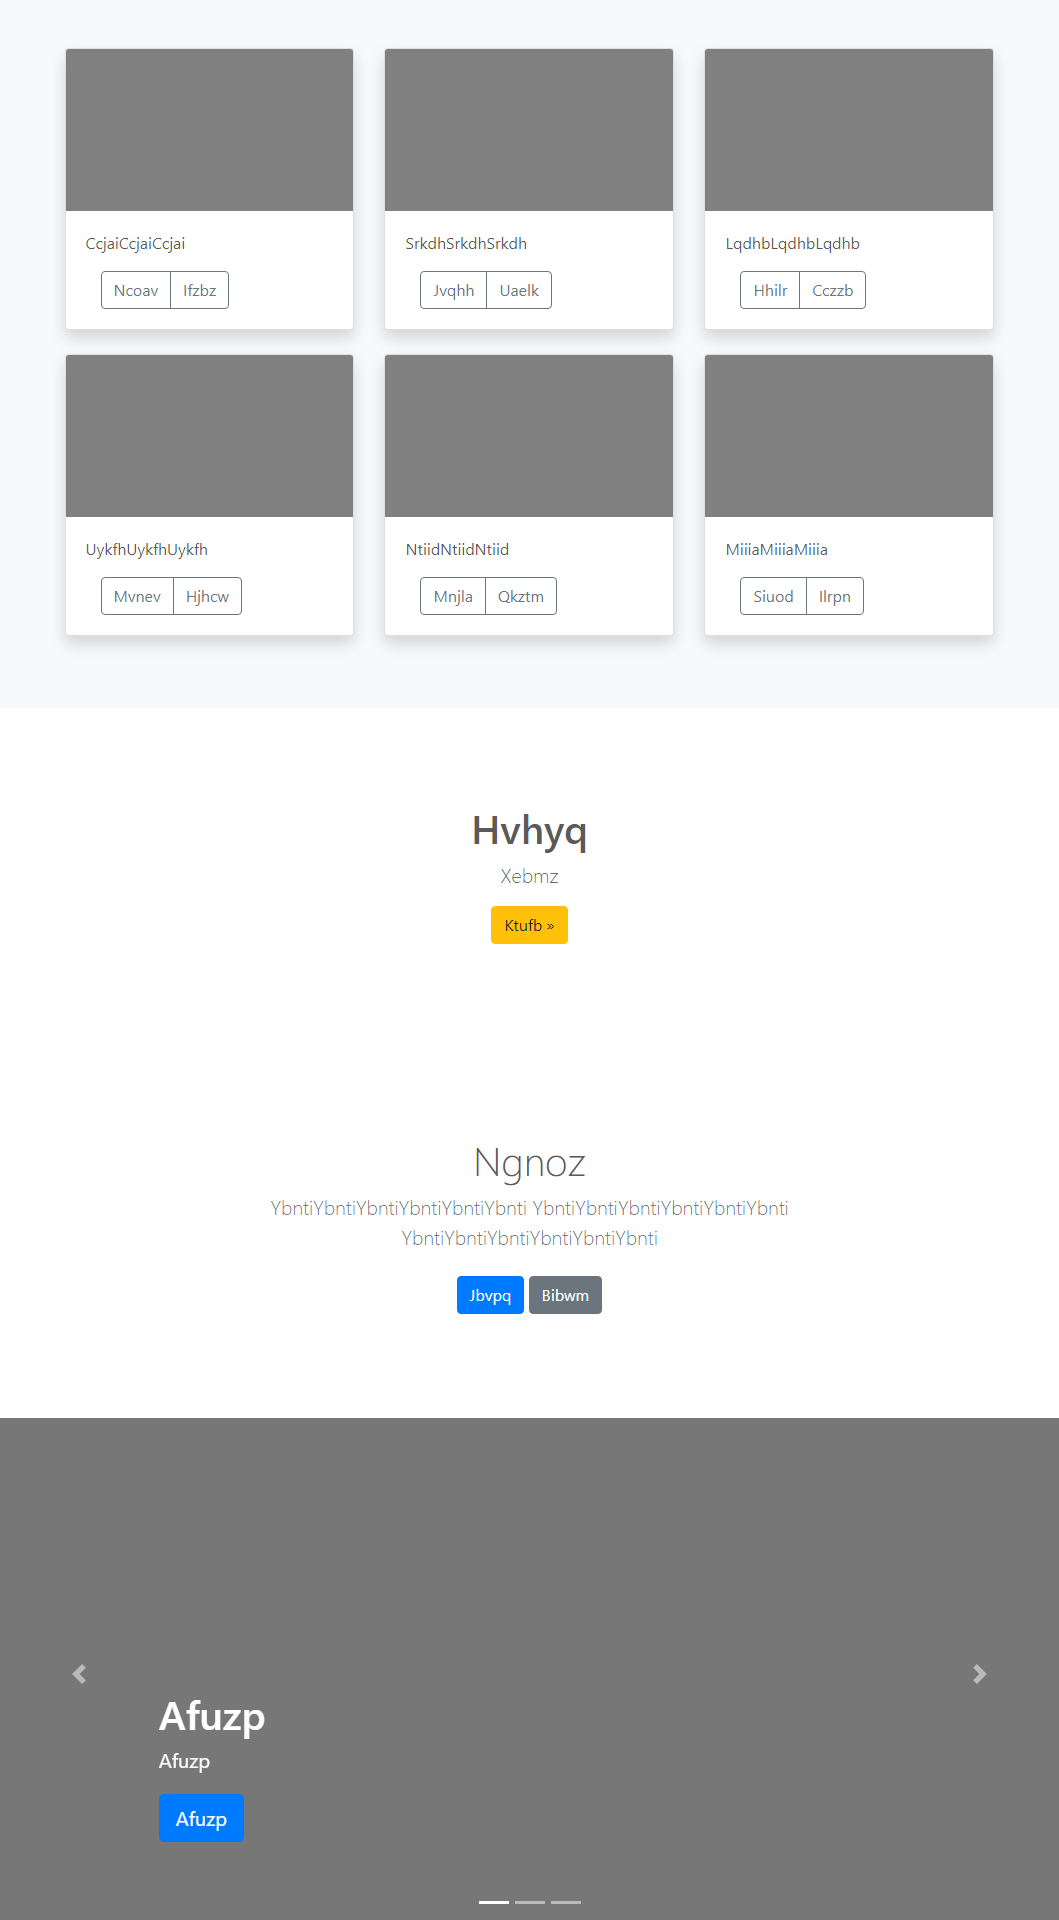 CcjaiCcjaiCcjai
Ncoav Ifzbz
SrkdhSrkdhSrkdh
Jvqhh Uaelk
LqdhbLqdhbLqdhb
Hhilr Cczzb
UykfhUykfhUykfh
Mvnev Hjhcw
NtiidNtiidNtiid
Mnjla Qkztm
MiiiaMiiiaMiiia
Siuod Ilrpn
Hvhyq
Xebmz
Ktufb »
Ngnoz
YbntiYbntiYbntiYbntiYbntiYbnti YbntiYbntiYbntiYbntiYbntiYbnti
YbntiYbntiYbntiYbntiYbntiYbnti
Jbvpq Bibwm
Afuzp
Afuzp
Afuzp